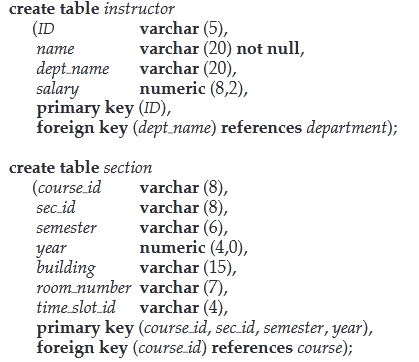 create table instructor
(ID varchar (5),
name varchar (20) not null,
dept_name varchar (20),
salary numeric (8,2),
primary key (ID),
foreign key (dept_name) references department);
create table section
(course_id varchar (8),
sec_id varchar (8),
semester varchar (6),
year numeric (4,0),
building varchar (15),
room_number varchar (7),
time_slot_id varchar (4),
primary key (course_id, sec_id, semester, year),
foreign key (course_id) references course);